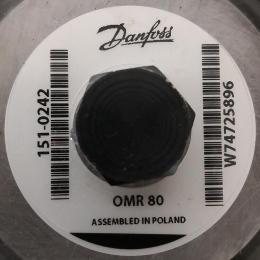 Danfoss
151-0242
W74725896
OMR 80
ASSEMBLED IN POLAND